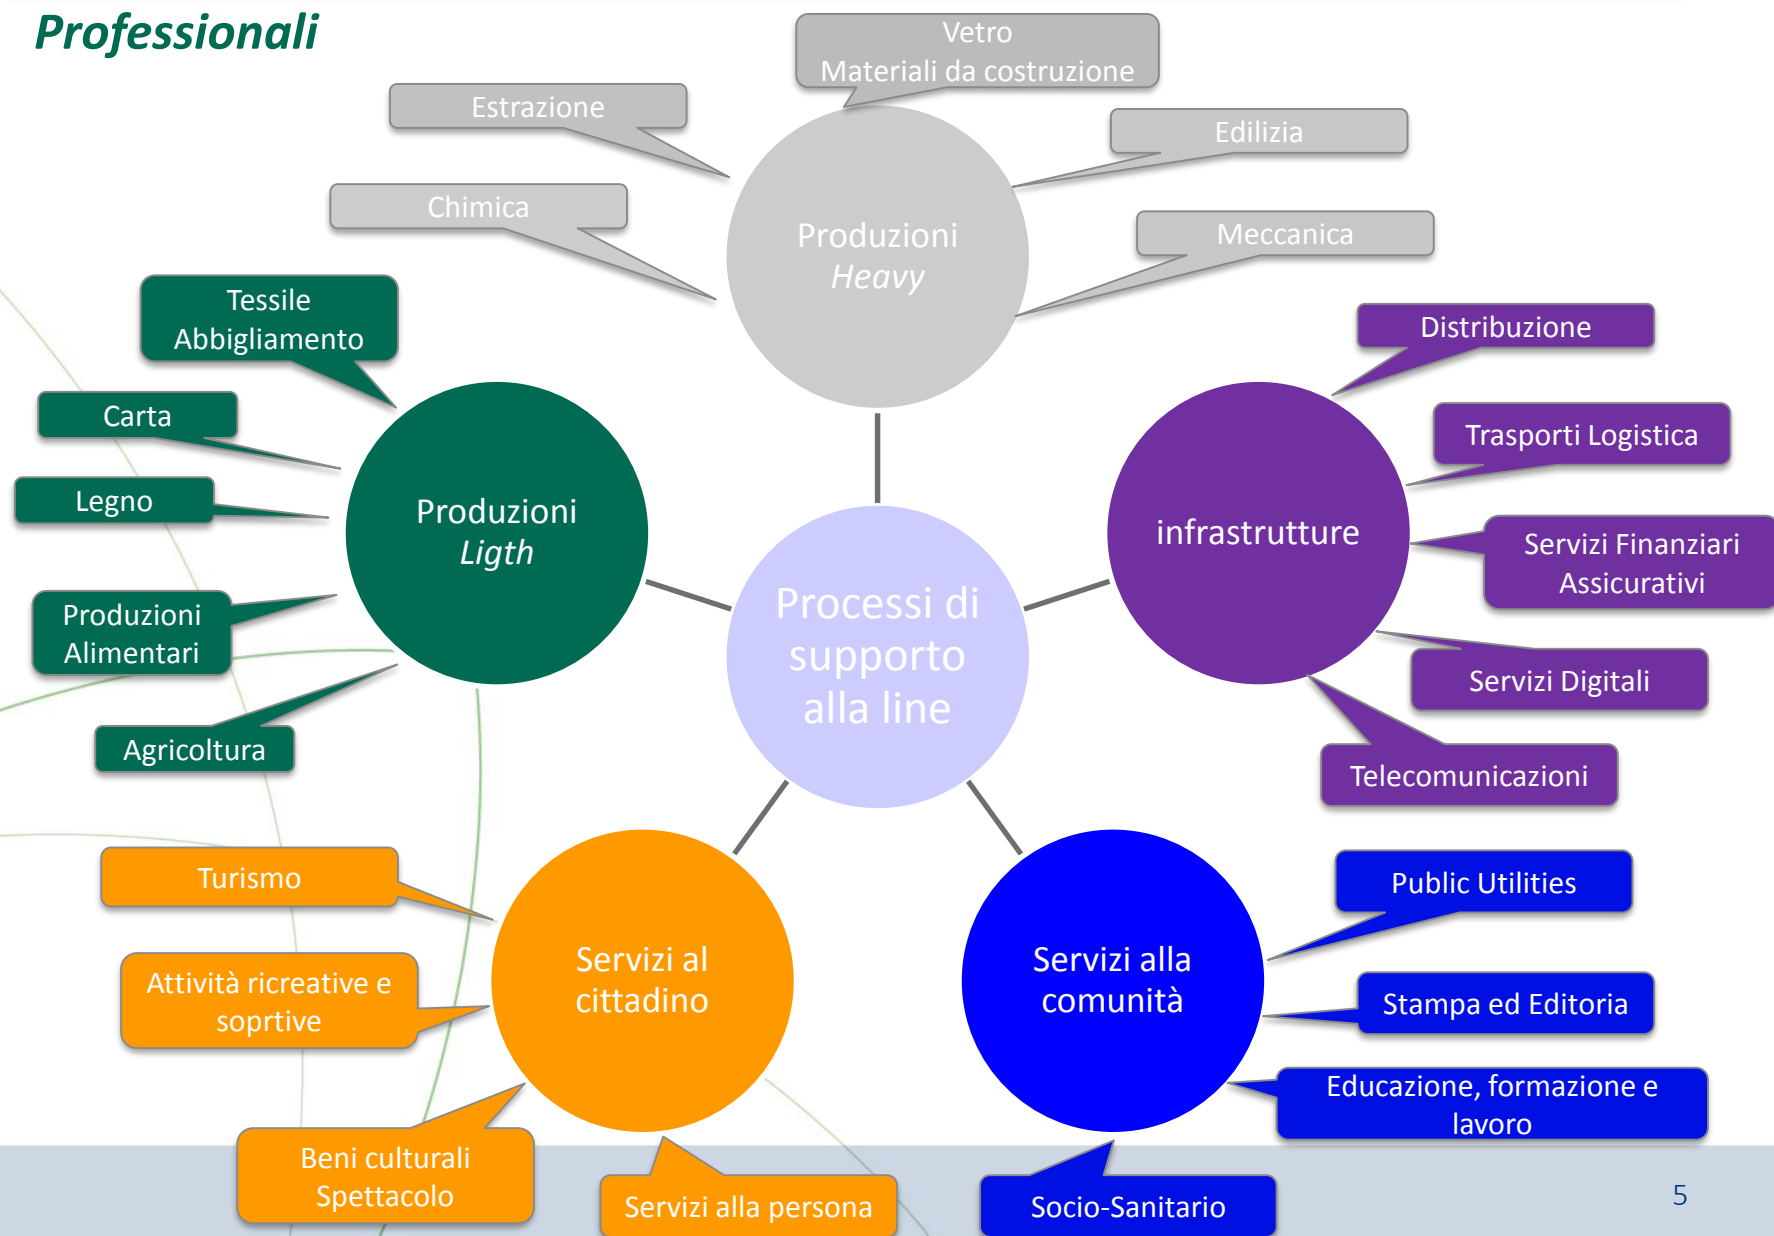 Professionali
Vetro
Materiali da costruzione
Estrazione
Edilizia
Chimica
Meccanica
Produzioni
Heavy
Tessile
Abbigliamento
Carta
Legno
Produzioni
Alimentari
Agricoltura
Produzioni
Ligth
Distribuzione
Trasporti Logistica
Servizi Finanziari
Assicurativi
Servizi Digitali
Telecomunicazioni
infrastrutture
Processi di
supporto
alla line
Turismo
Attività ricreative e
soprtive
Beni culturali
Spettacolo
Servizi alla persona
Servizi al
cittadino
Servizi alla
comunità
Public Utilities
Stampa ed Editoria
Educazione, formazione e
lavoro
Socio-Sanitario
5